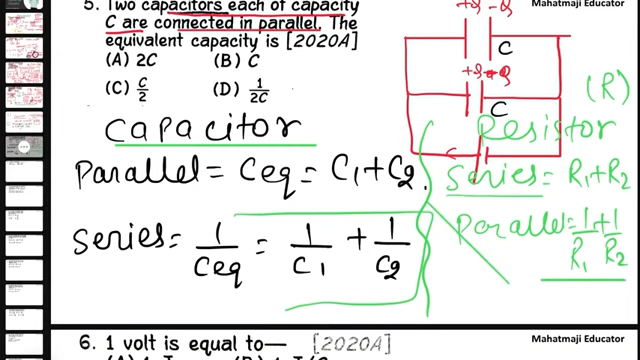 Mahatmaji Educator
5. Two capacitors each of capacity
C are connected in parallel. The
equivalent capacity is [2020A]
(A) 2C (B) C
(C) C/2 (D) 1/2C
+Q -Q
C
+Q -Q
C
Capacitor
Parallel = Ceq = C1 + C2.
Series = 1/Ceq = 1/C1 + 1/C2
(R)
Resistor
Series = R1 + R2
Parallel = 1/R1 + 1/R2
6. 1 volt is equal to— [2020A]
Mahatmaji Educator